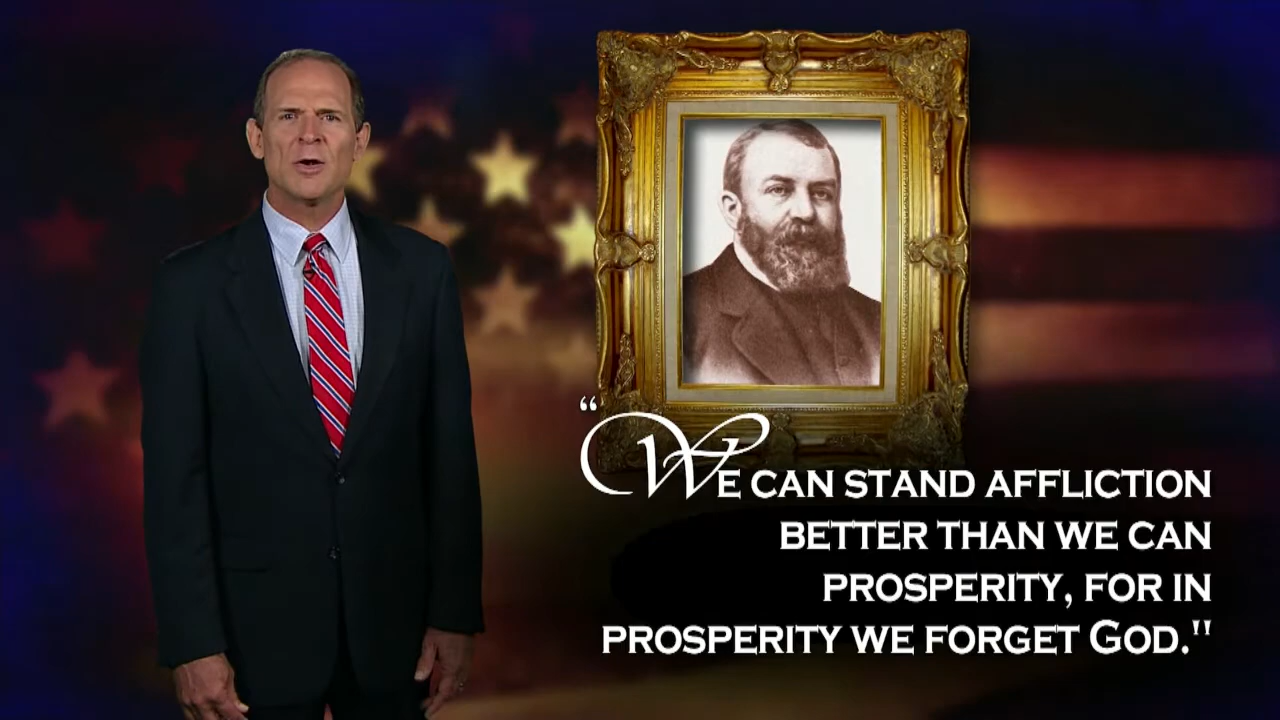 “WE CAN STAND AFFLICTION
BETTER THAN WE CAN
PROSPERITY, FOR IN
PROSPERITY WE FORGET GOD."